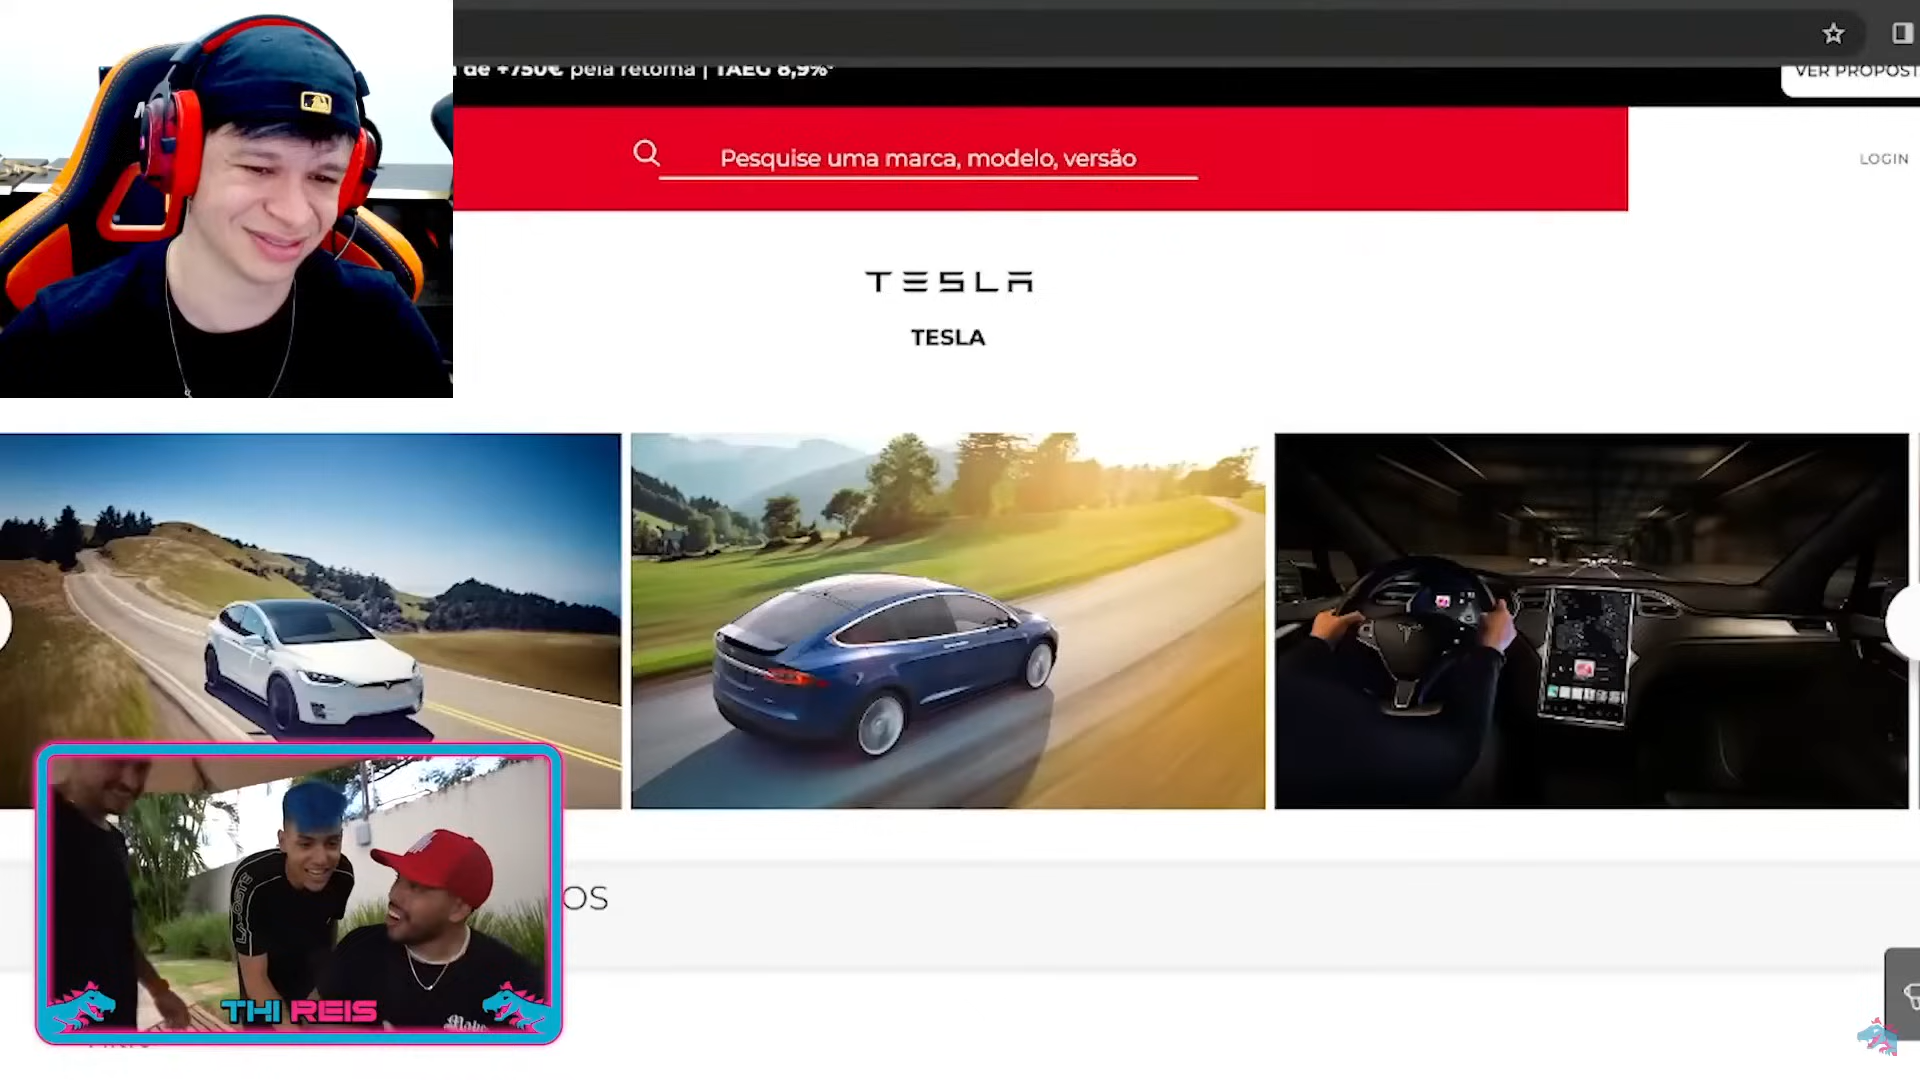 de +750€ pela retoma | TAEG 8,9%*
VER PROPOST
Pesquise uma marca, modelo, versão
LOGIN
TESLA
TESLA
OS
LACOSTE
THI REIS